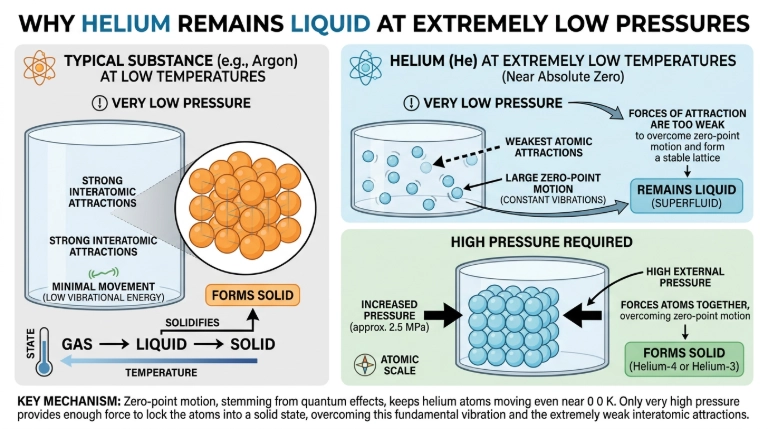 WHY HELIUM REMAINS LIQUID AT EXTREMELY LOW PRESSURES
TYPICAL SUBSTANCE (e.g., Argon)
AT LOW TEMPERATURES
! VERY LOW PRESSURE
STRONG
INTERATOMIC
ATTRACTIONS
STRONG INTERATOMIC
ATTRACTIONS
MINIMAL MOVEMENT
(LOW VIBRATIONAL ENERGY)
FORMS SOLID
SOLIDIFIES
STATE
GAS → LIQUID → SOLID
TEMPERATURE
HELIUM (He) AT EXTREMELY LOW TEMPERATURES
(Near Absolute Zero)
! VERY LOW PRESSURE
WEAKEST ATOMIC
ATTRACTIONS
LARGE ZERO-POINT
MOTION
(CONSTANT VIBRATIONS)
FORCES OF ATTRACTION
ARE TOO WEAK
to overcome zero-point
motion and form
a stable lattice
REMAINS LIQUID
(SUPERFLUID)
HIGH PRESSURE REQUIRED
INCREASED
PRESSURE
(approx. 2.5 MPa)
ATOMIC
SCALE
HIGH EXTERNAL
PRESSURE
FORCES ATOMS TOGETHER,
overcoming zero-point motion
FORMS SOLID
(Helium-4 or Helium-3)
KEY MECHANISM: Zero-point motion, stemming from quantum effects, keeps helium atoms moving even near 0 0 K. Only very high pressure
provides enough force to lock the atoms into a solid state, overcoming this fundamental vibration and the extremely weak interatomic attractions.